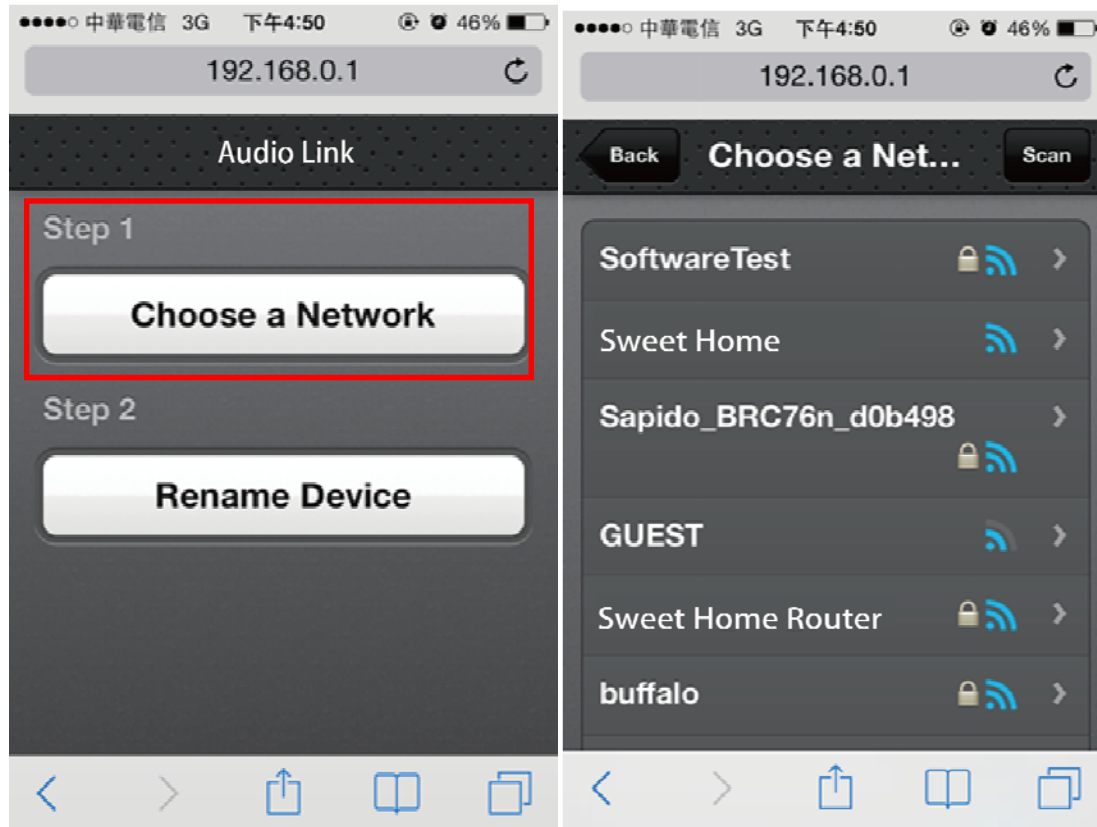 中華電信 3G 下午4:50 46%
192.168.0.1
Audio Link
Step 1
Choose a Network
Step 2
Rename Device
中華電信 3G 下午4:50 46%
192.168.0.1
Back Choose a Net... Scan
SoftwareTest
Sweet Home
Sapido_BRC76n_d0b498
GUEST
Sweet Home Router
buffalo